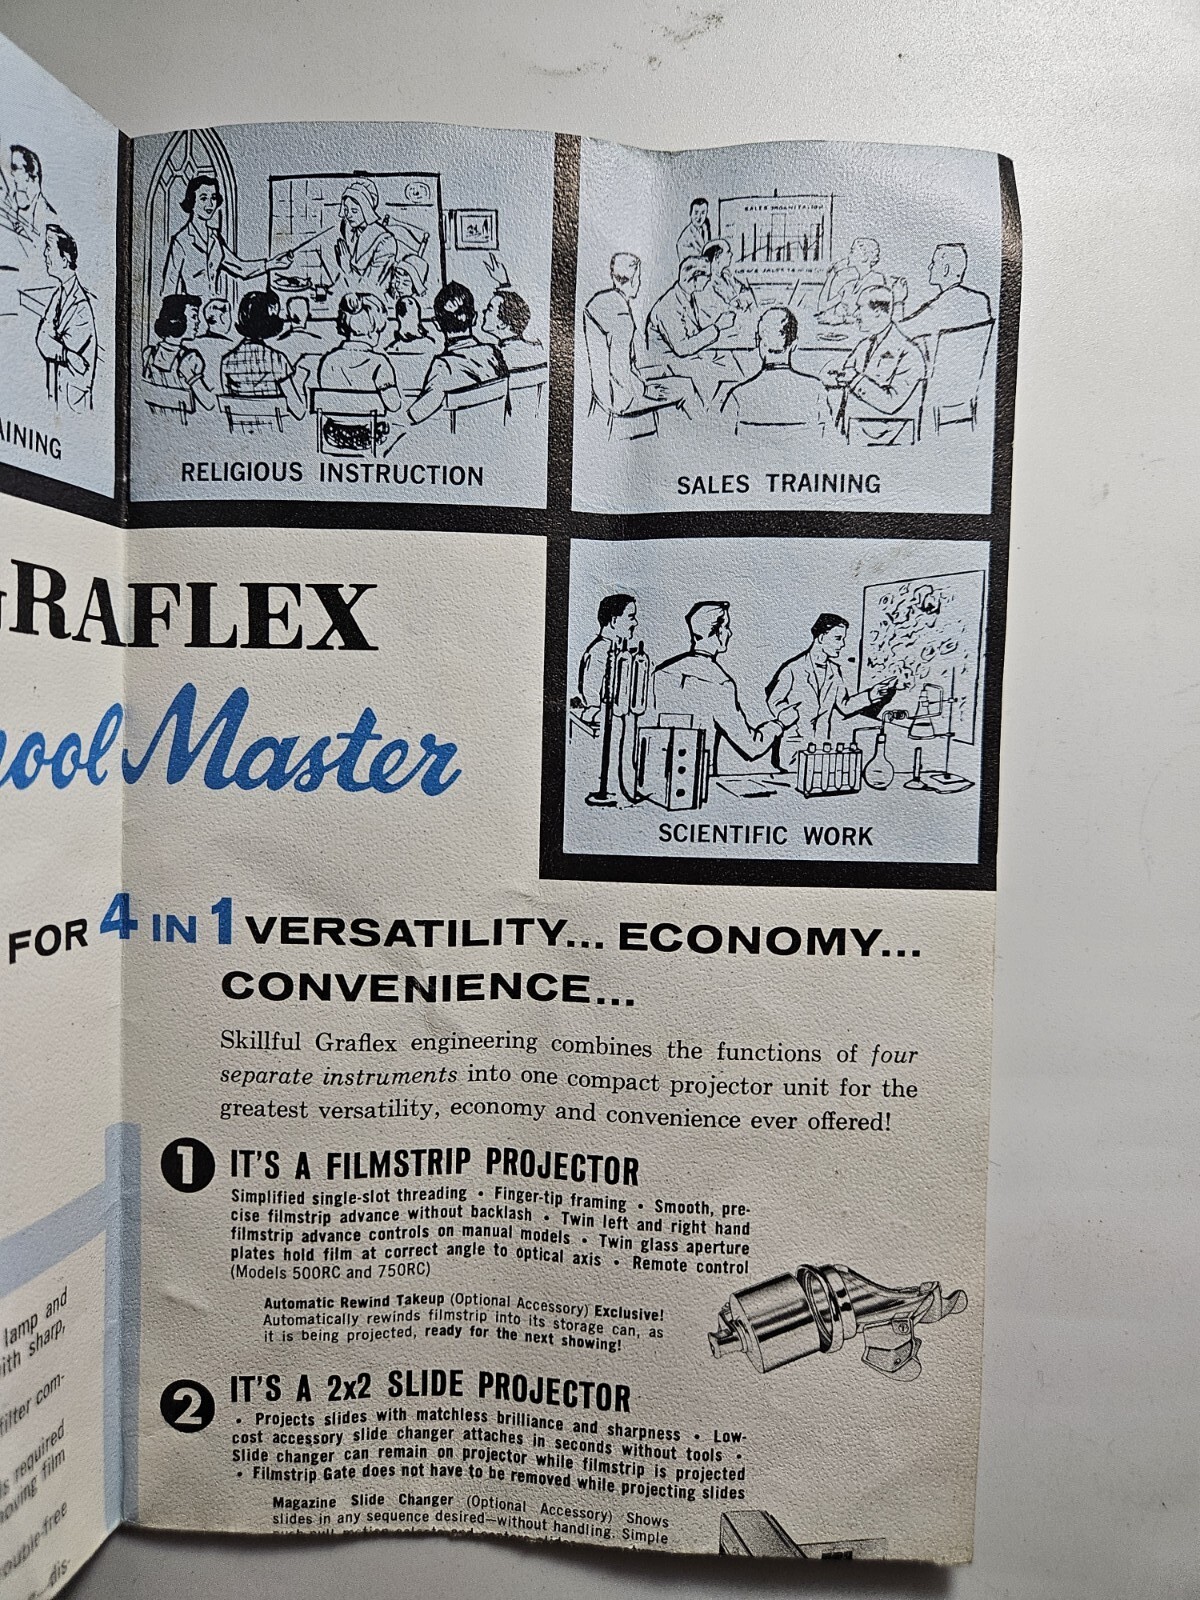 AINING
RELIGIOUS INSTRUCTION
SALES TRAINING
GRAFLEX
ool Master
SCIENTIFIC WORK
FOR 4 IN 1 VERSATILITY... ECONOMY...
CONVENIENCE...
Skillful Graflex engineering combines the functions of four
separate instruments into one compact projector unit for the
greatest versatility, economy and convenience ever offered!
1 IT'S A FILMSTRIP PROJECTOR
Simplified single-slot threading • Finger-tip framing • Smooth, pre-
cise filmstrip advance without backlash • Twin left and right hand
filmstrip advance controls on manual models • Twin glass aperture
plates hold film at correct angle to optical axis • Remote control
(Models 500RC and 750RC)
Automatic Rewind Takeup (Optional Accessory) Exclusive!
Automatically rewinds filmstrip into its storage can, as
it is being projected, ready for the next showing!
2 IT'S A 2x2 SLIDE PROJECTOR
• Projects slides with matchless brilliance and sharpness • Low-
cost accessory slide changer attaches in seconds without tools •
Slide changer can remain on projector while filmstrip is projected
• Filmstrip Gate does not have to be removed while projecting slides
Magazine Slide Changer (Optional Accessory) Shows
slides in any sequence desired—without handling. Simple
lamp and
ith sharp,
filter com-
is required
oving film
ouble-free
dis-